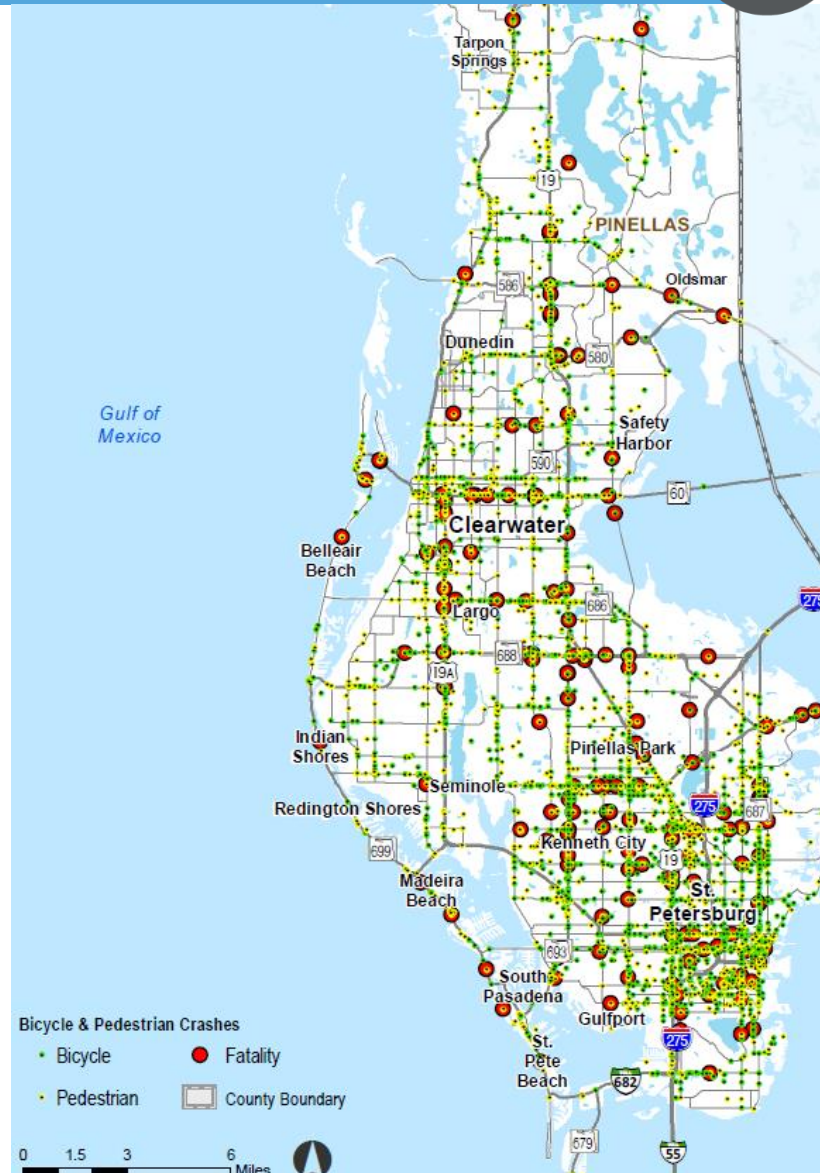 Tarpon
Springs
19
PINELLAS
586
Oldsmar
Dunedin
580
Gulf of
Mexico
Safety
Harbor
590
60
Clearwater
Belleair
Beach
275
Largo
686
688
19A
Indian
Shores
Pinellas Park
Seminole
Redington Shores
275
687
699
Kenneth City
19
Madeira
Beach
St.
Petersburg
693
South
Pasadena
Gulfport
275
St.
Pete
Beach
682
679
55
Bicycle & Pedestrian Crashes
Bicycle
Fatality
Pedestrian
County Boundary
0 1.5 3 6
Miles